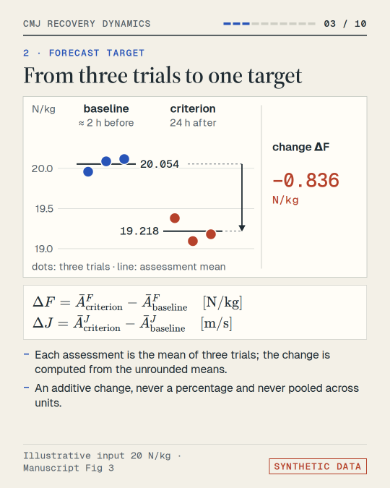 CMJ RECOVERY DYNAMICS
03 / 10
2 · FORECAST TARGET
From three trials to one target
N/kg
baseline
≈ 2 h before
criterion
24 h after
change ΔF
−0.836
N/kg
20.0
20.054
19.5
19.218
19.0
dots: three trials · line: assessment mean
ΔF = Ā^F_criterion − Ā^F_baseline [N/kg]
ΔJ = Ā^J_criterion − Ā^J_baseline [m/s]
– Each assessment is the mean of three trials; the change is
computed from the unrounded means.
– An additive change, never a percentage and never pooled across
units.
Illustrative input 20 N/kg ·
Manuscript Fig 3
SYNTHETIC DATA